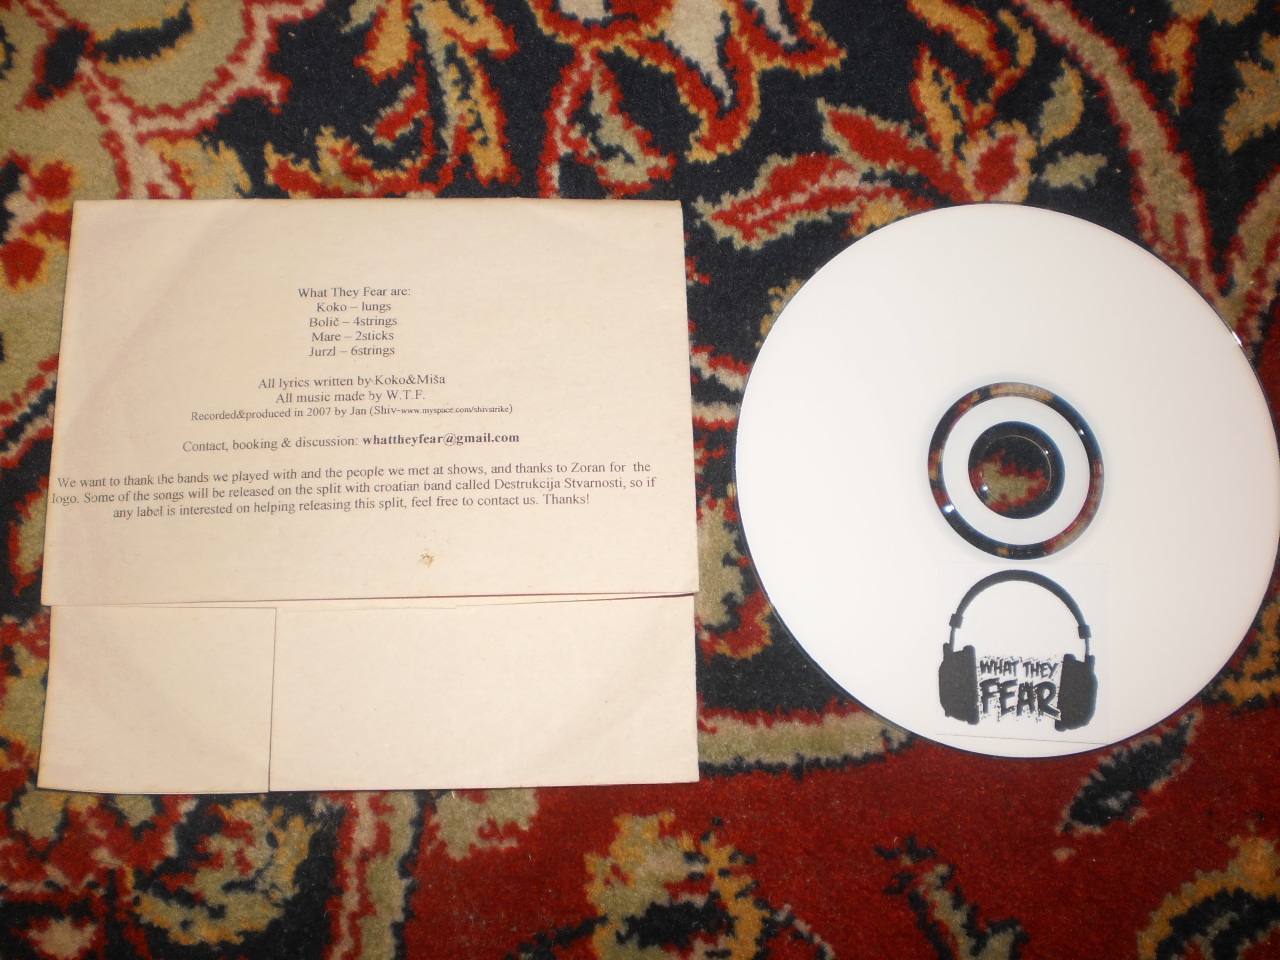 What They Fear are:
Koko – lungs
Bolič – 4strings
Mare – 2sticks
Jurzl – 6strings
All lyrics written by Koko&Miša
All music made by W.T.F.
Recorded&produced in 2007 by Jan (Shiv-www.myspace.com/shivstrike)
Contact, booking & discussion: whattheyfear@gmail.com
We want to thank the bands we played with and the people we met at shows, and thanks to Zoran for the
logo. Some of the songs will be released on the split with croatian band called Destrukcija Stvarnosti, so if
any label is interested on helping releasing this split, feel free to contact us. Thanks!
WHAT THEY
FEAR